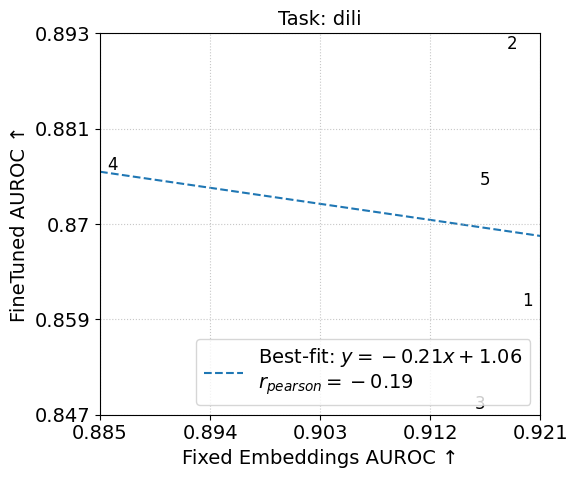 Task: dili
0.893
2
0.881
4
5
0.87
1
0.859
Best-fit: y = −0.21x + 1.06
r_pearson = −0.19
3
0.847
0.885 0.894 0.903 0.912 0.921
Fixed Embeddings AUROC ↑
FineTuned AUROC ↑